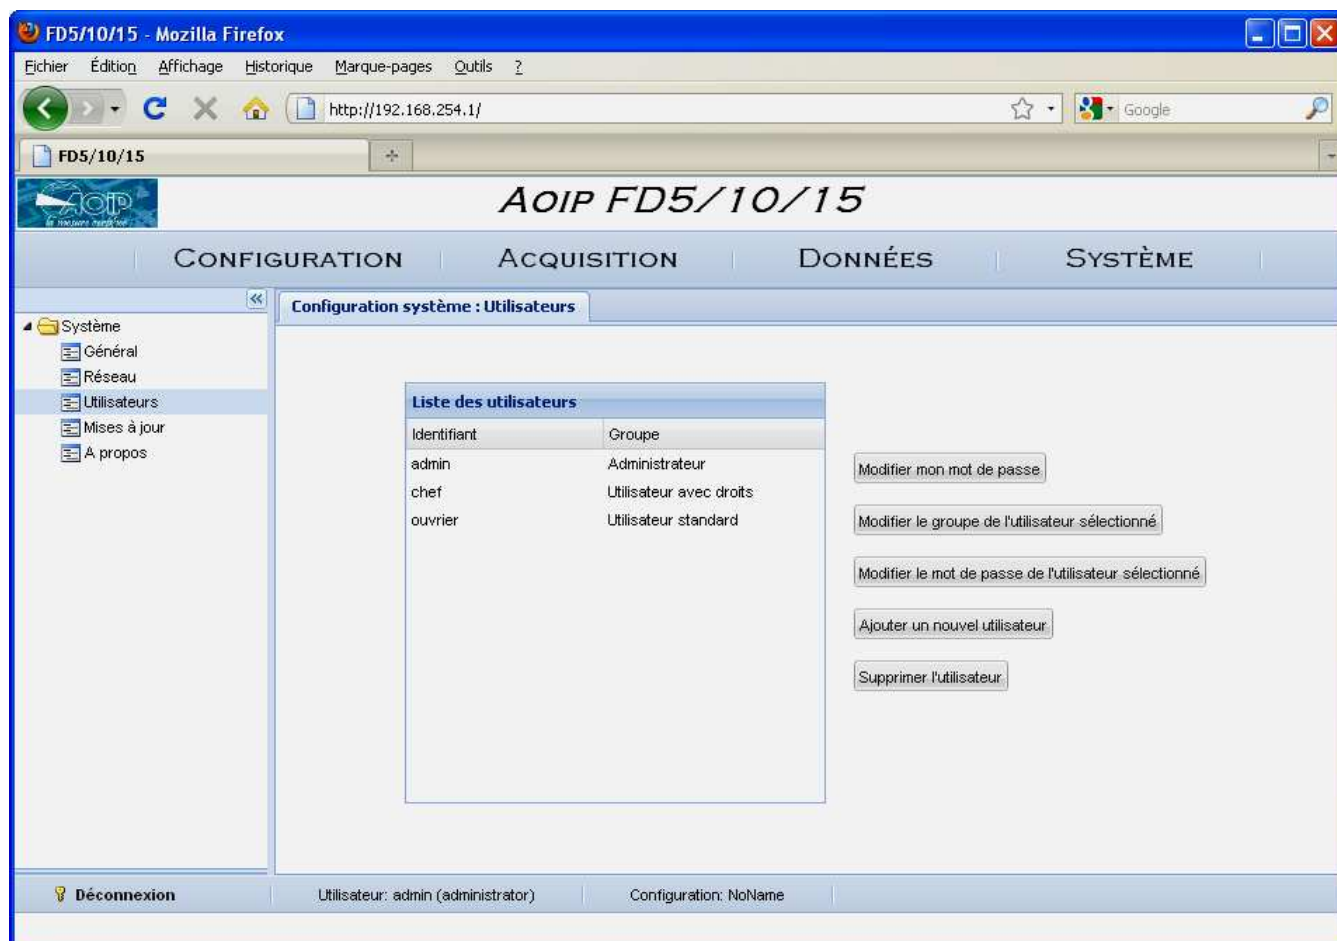 FD5/10/15 - Mozilla Firefox
Fichier Édition Affichage Historique Marque-pages Outils ?
http://192.168.254.1/
Google
FD5/10/15
AOIP
la mesure
AOIP FD5/10/15
CONFIGURATION ACQUISITION DONNÉES SYSTÈME
Configuration système : Utilisateurs
Système
Général
Réseau
Utilisateurs
Mises à jour
A propos
Liste des utilisateurs
Identifiant Groupe
admin Administrateur
chef Utilisateur avec droits
ouvrier Utilisateur standard
Modifier mon mot de passe
Modifier le groupe de l'utilisateur sélectionné
Modifier le mot de passe de l'utilisateur sélectionné
Ajouter un nouvel utilisateur
Supprimer l'utilisateur
Déconnexion Utilisateur: admin (administrator) Configuration: NoName